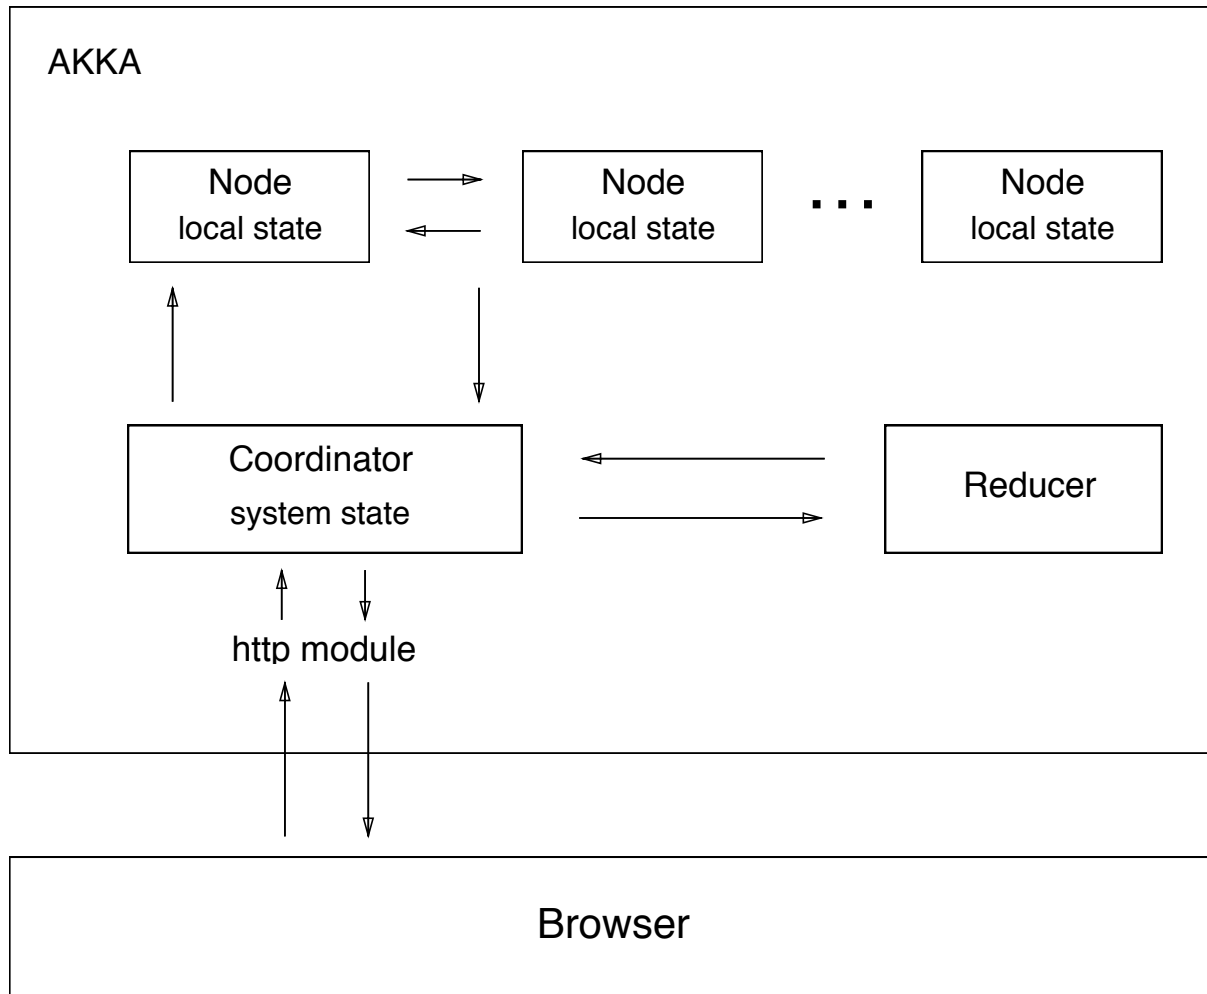 AKKA
Node
local state
Node
local state
...
Node
local state
Coordinator
system state
Reducer
http module
Browser